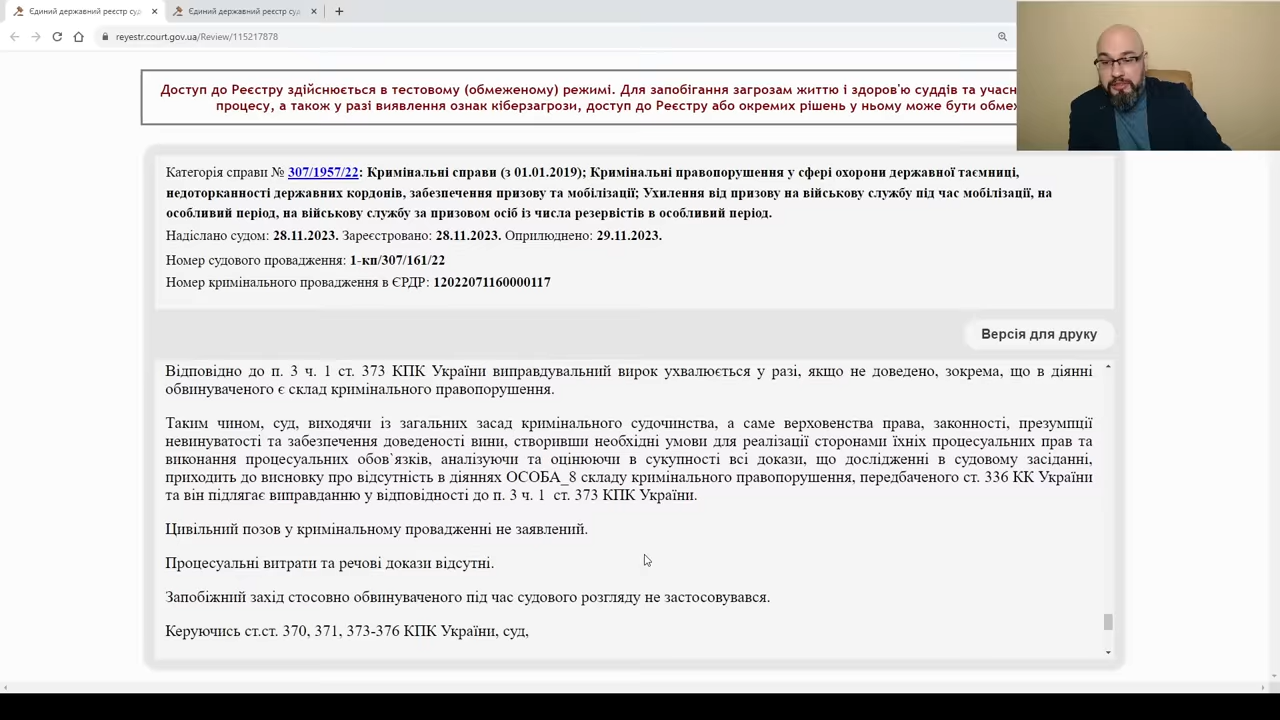 Єдиний державний реєстр суд
Єдиний державний реєстр суд
reyestr.court.gov.ua/Review/115217878
Доступ до Реєстру здійснюється в тестовому (обмеженому) режимі. Для запобігання загрозам життю і здоров'ю суддів та учасн
процесу, а також у разі виявлення ознак кіберзагрози, доступ до Реєстру або окремих рішень у ньому може бути обмеж
Категорія справи № 307/1957/22: Кримінальні справи (з 01.01.2019); Кримінальні правопорушення у сфері охорони державної таємниці,
недоторканності державних кордонів, забезпечення призову та мобілізації; Ухилення від призову на військову службу під час мобілізації, на
особливий період, на військову службу за призовом осіб із числа резервістів в особливий період.
Надіслано судом: 28.11.2023. Зареєстровано: 28.11.2023. Оприлюднено: 29.11.2023.
Номер судового провадження: 1-кп/307/161/22
Номер кримінального провадження в ЄРДР: 12022071160000117
Версія для друку
Відповідно до п. 3 ч. 1 ст. 373 КПК України виправдувальний вирок ухвалюється у разі, якщо не доведено, зокрема, що в діянні
обвинуваченого є склад кримінального правопорушення.
Таким чином, суд, виходячи із загальних засад кримінального судочинства, а саме верховенства права, законності, презумпції
невинуватості та забезпечення доведеності вини, створивши необхідні умови для реалізації сторонами їхніх процесуальних прав та
виконання процесуальних обов`язків, аналізуючи та оцінюючи в сукупності всі докази, що дослідженні в судовому засіданні,
приходить до висновку про відсутність в діяннях ОСОБА_8 складу кримінального правопорушення, передбаченого ст. 336 КК України
та він підлягає виправданню у відповідності до п. 3 ч. 1 ст. 373 КПК України.
Цивільний позов у кримінальному провадженні не заявлений.
Процесуальні витрати та речові докази відсутні.
Запобіжний захід стосовно обвинуваченого під час судового розгляду не застосовувався.
Керуючись ст.ст. 370, 371, 373-376 КПК України, суд,